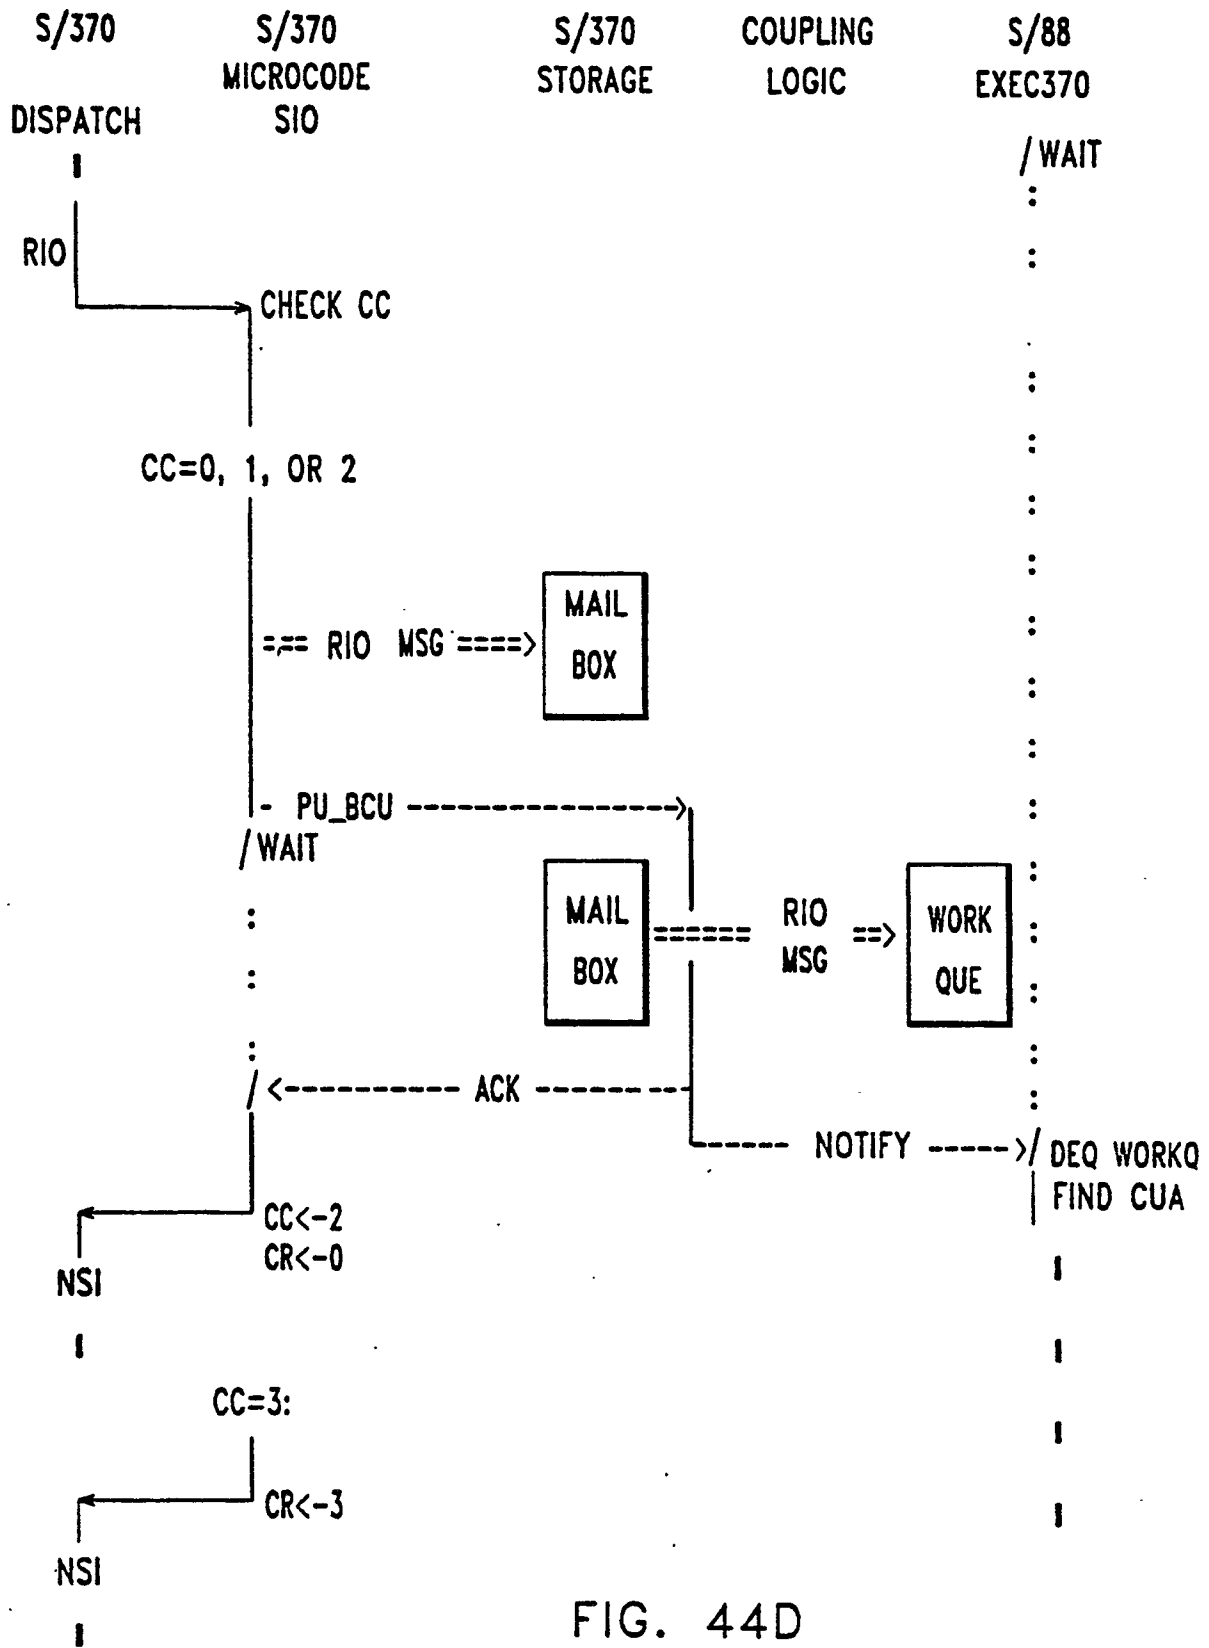 S/370 S/370 S/370 COUPLING S/88
MICROCODE STORAGE LOGIC EXEC370
DISPATCH SIO
/WAIT
RIO
CHECK CC
CC=0, 1, OR 2
MAIL
BOX
=== RIO MSG ====>
- PU_BCU ------------------>
/WAIT
MAIL
BOX
====== RIO ==>
MSG
WORK
QUE
/ <----------- ACK ----------
------ NOTIFY ------>/ DEQ WORKQ
FIND CUA
CC<-2
CR<-0
NSI
CC=3:
CR<-3
NSI
FIG. 44D